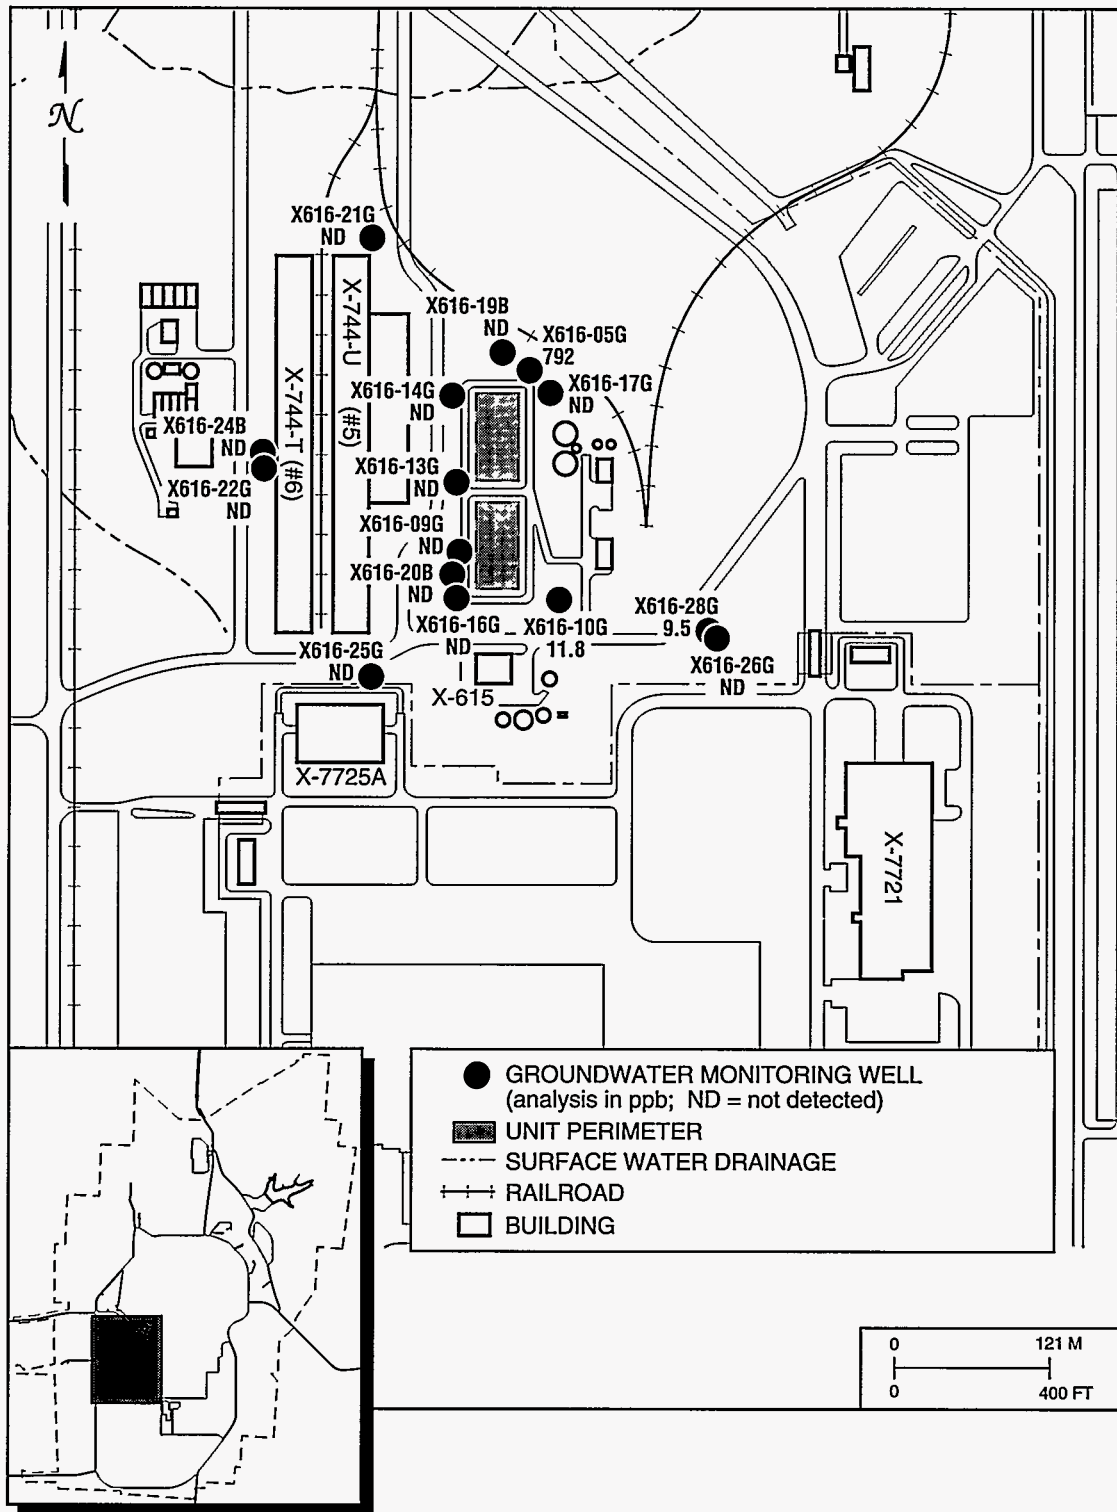 N
X616-21G
ND
X616-19B
ND
X616-05G
792
X616-17G
ND
X-744-U
(#5)
X-744-T (#6)
X616-14G
ND
X616-24B
ND
X616-22G
ND
X616-13G
ND
X616-09G
ND
X616-20B
ND
X616-16G
ND
X616-10G
11.8
X616-28G
9.5
X616-26G
ND
X616-25G
ND
X-615
X-7725A
X-7721
GROUNDWATER MONITORING WELL
(analysis in ppb; ND = not detected)
UNIT PERIMETER
SURFACE WATER DRAINAGE
RAILROAD
BUILDING
0 121 M
0 400 FT